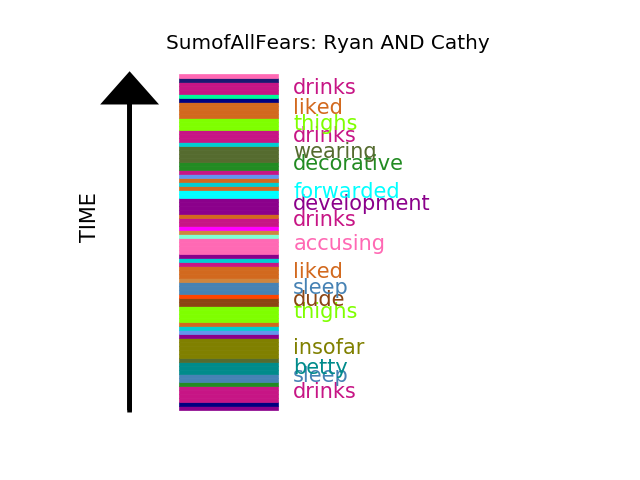 SumofAllFears: Ryan AND Cathy
TIME
drinks
liked
thighs
drinks
wearing
decorative
forwarded
development
drinks
accusing
liked
sleep
dude
thighs
insofar
betty
sleep
drinks